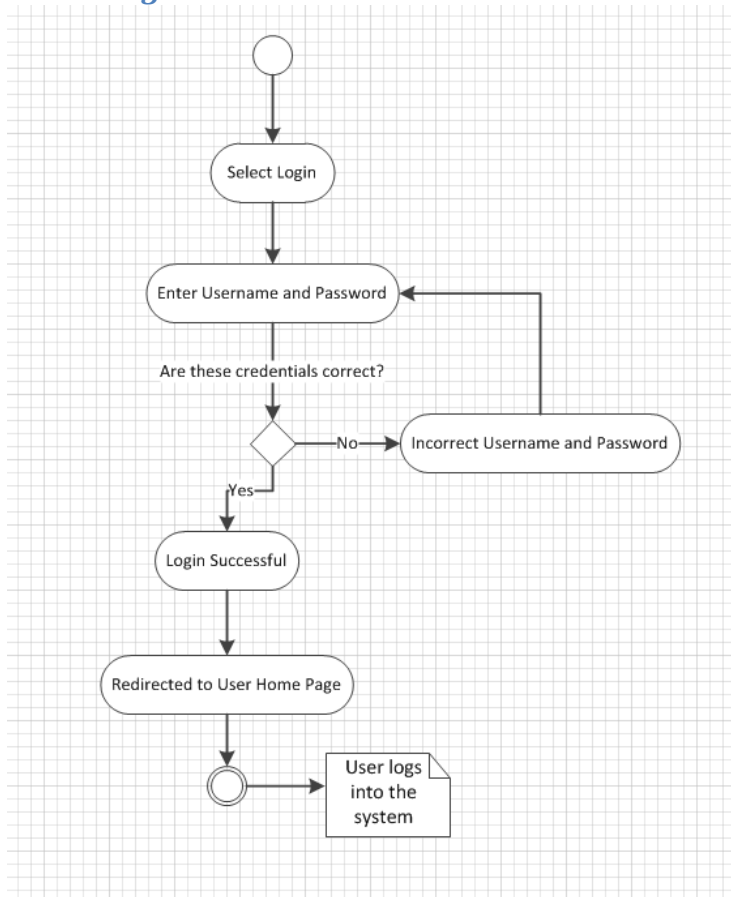 Select Login
Enter Username and Password
Are these credentials correct?
No
Incorrect Username and Password
Yes
Login Successful
Redirected to User Home Page
User logs
into the
system